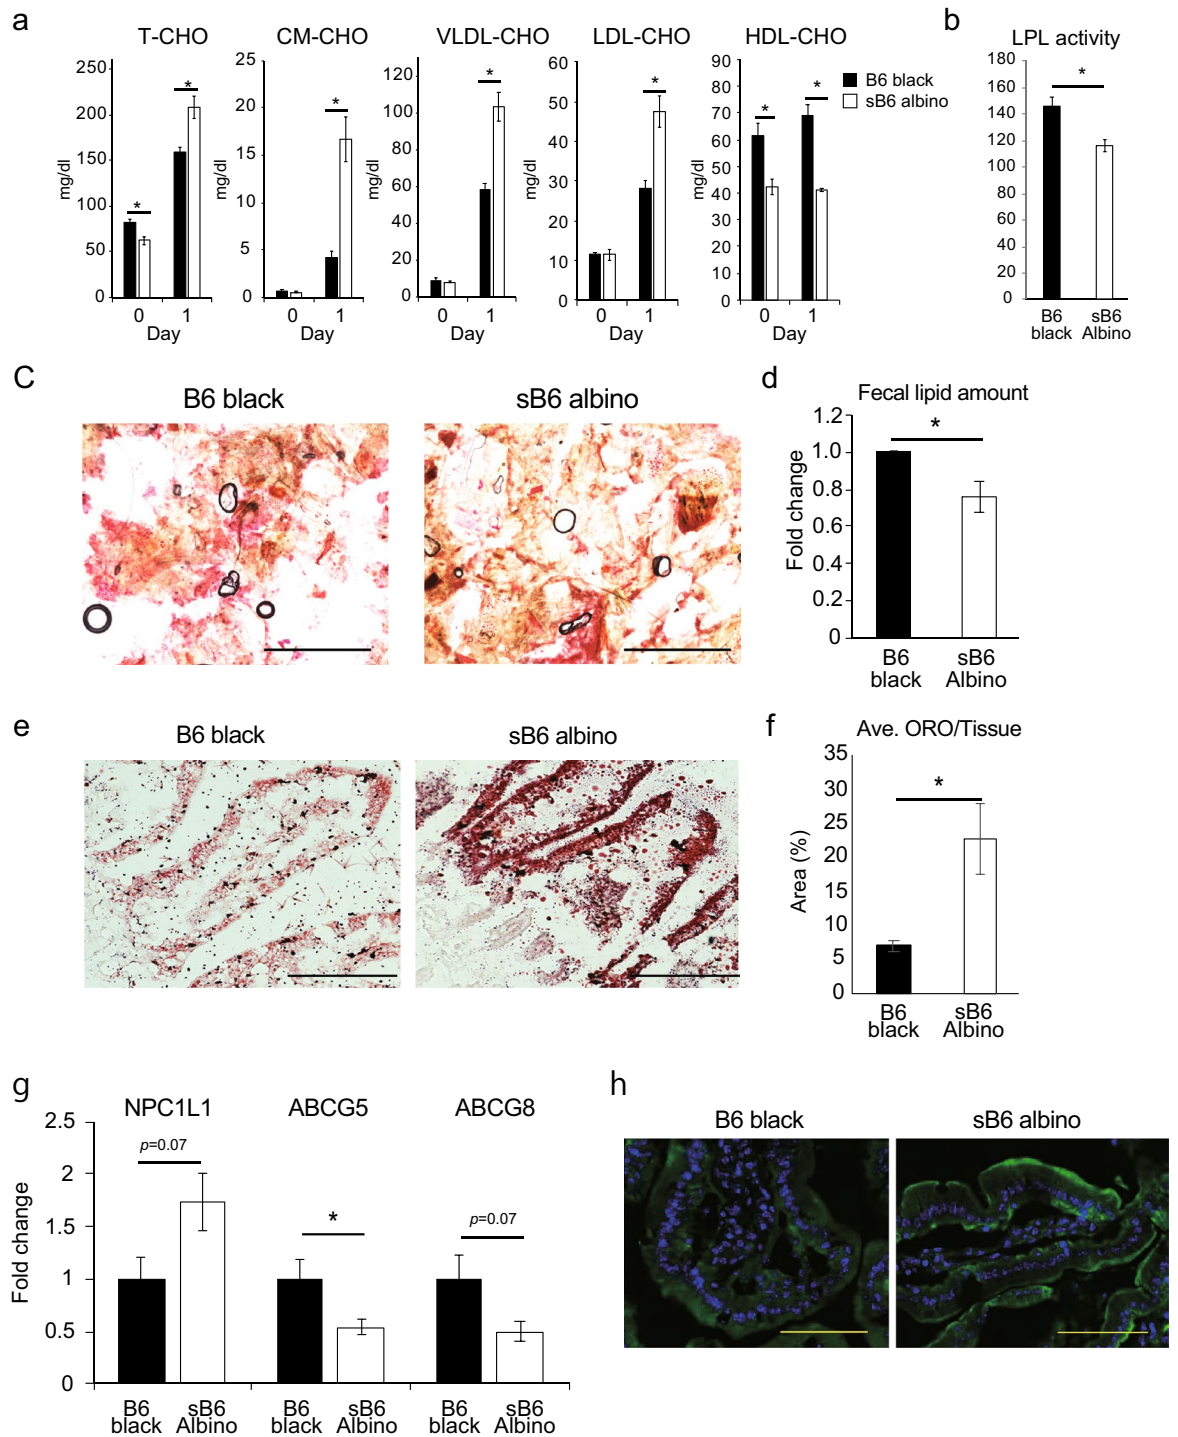 a
T-CHO
CM-CHO
VLDL-CHO
LDL-CHO
HDL-CHO
mg/dl
250
200
150
100
50
0
*
*
0 1
Day
mg/dl
25
20
15
10
5
0
*
0 1
Day
mg/dl
120
100
80
60
40
20
0
*
0 1
Day
mg/dl
60
50
40
30
20
10
0
*
0 1
Day
mg/dl
90
80
70
60
50
40
30
20
10
0
*
*
0 1
Day
B6 black
sB6 albino
b
LPL activity
180
160
140
120
100
80
60
40
20
0
*
B6 black
sB6 Albino
C
B6 black
sB6 albino
d
Fecal lipid amount
Fold change
1.2
1.0
0.8
0.6
0.4
0.2
0
*
B6 black
sB6 Albino
e
B6 black
sB6 albino
f
Ave. ORO/Tissue
Area (%)
35
30
25
20
15
10
5
0
*
B6 black
sB6 Albino
g
NPC1L1
ABCG5
ABCG8
Fold change
2.5
2
1.5
1
0.5
0
p=0.07
*
p=0.07
B6 black
sB6 Albino
B6 black
sB6 Albino
B6 black
sB6 Albino
h
B6 black
sB6 albino